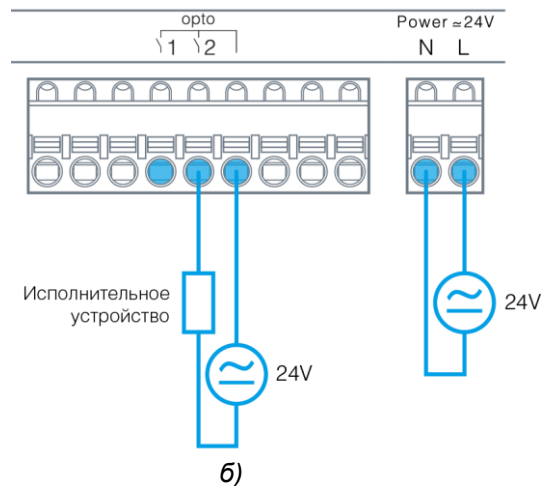 opto
1 2
Power ≃24V
N L
Исполнительное
устройство
24V
24V
б)